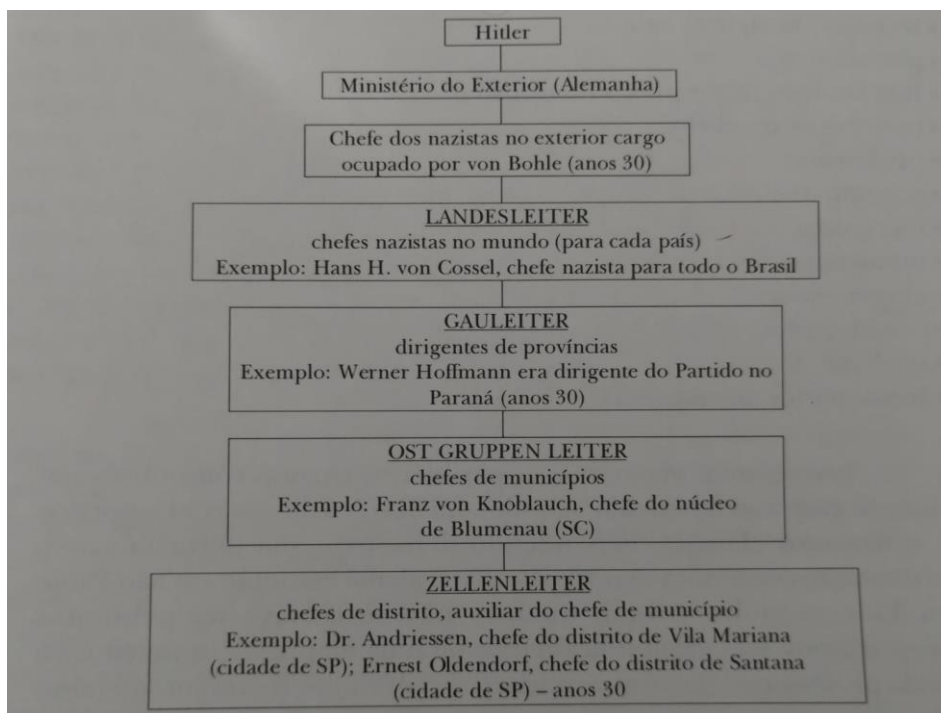 Hitler
Ministério do Exterior (Alemanha)
Chefe dos nazistas no exterior cargo
ocupado por von Bohle (anos 30)
LANDESLEITER
chefes nazistas no mundo (para cada país)
Exemplo: Hans H. von Cossel, chefe nazista para todo o Brasil
GAULEITER
dirigentes de províncias
Exemplo: Werner Hoffmann era dirigente do Partido no
Paraná (anos 30)
OST GRUPPEN LEITER
chefes de municípios
Exemplo: Franz von Knoblauch, chefe do núcleo
de Blumenau (SC)
ZELLENLEITER
chefes de distrito, auxiliar do chefe de município
Exemplo: Dr. Andriessen, chefe do distrito de Vila Mariana
(cidade de SP); Ernest Oldendorf, chefe do distrito de Santana
(cidade de SP) – anos 30